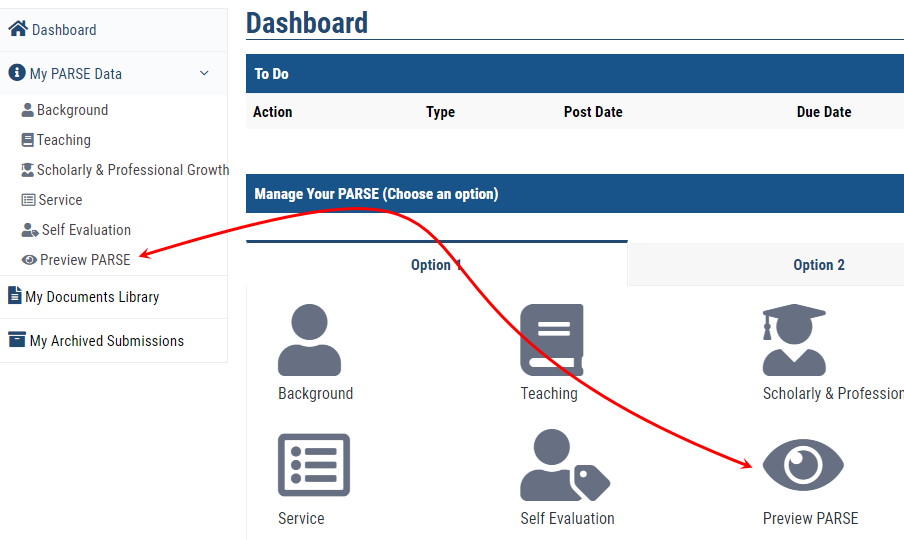 Dashboard
My PARSE Data
Background
Teaching
Scholarly & Professional Growth
Service
Self Evaluation
Preview PARSE
My Documents Library
My Archived Submissions
Dashboard
To Do
Action Type Post Date Due Date
Manage Your PARSE (Choose an option)
Option 1 Option 2
Background Teaching Scholarly & Profession
Service Self Evaluation Preview PARSE